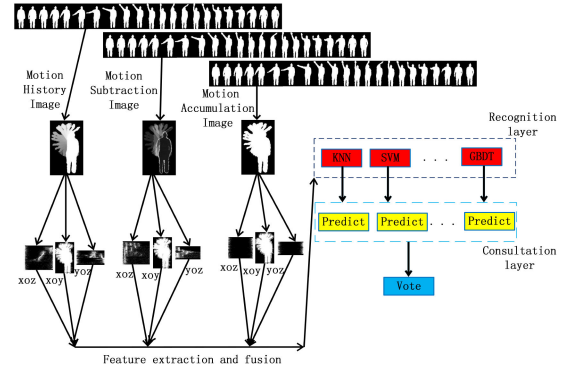 Motion
History
Image
Motion
Subtraction
Image
Motion
Accumulation
Image
Recognition
layer
KNN SVM . . . GBDT
Predict Predict . . . Predict
Consultation
layer
Vote
xoz xoy yoz
xoz xoy yoz
xoz xoy yoz
Feature extraction and fusion